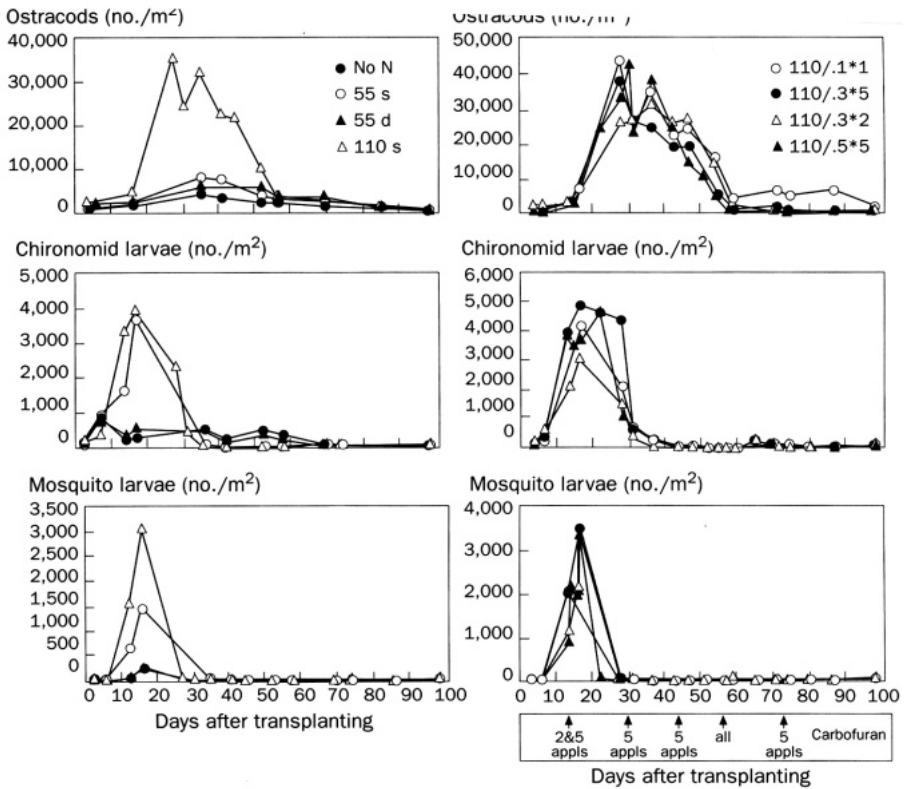 Ostracods (no./m²)
40,000
30,000
20,000
10,000
0
No N
55 s
55 d
110 s
Ostracods (no./m²)
50,000
40,000
30,000
20,000
10,000
0
110/.1*1
110/.3*5
110/.3*2
110/.5*5
Chironomid larvae (no./m²)
5,000
4,000
3,000
2,000
1,000
0
Chironomid larvae (no./m²)
6,000
5,000
4,000
3,000
2,000
1,000
0
Mosquito larvae (no./m²)
3,500
3,000
2,500
2,000
1,500
1,000
500
0
0 10 20 30 40 50 60 70 80 90 100
Days after transplanting
Mosquito larvae (no./m²)
4,000
3,000
2,000
1,000
0
0 10 20 30 40 50 60 70 80 90 100
2&5 appls
5 appls
5 appls
all
5 appls
Carbofuran
Days after transplanting